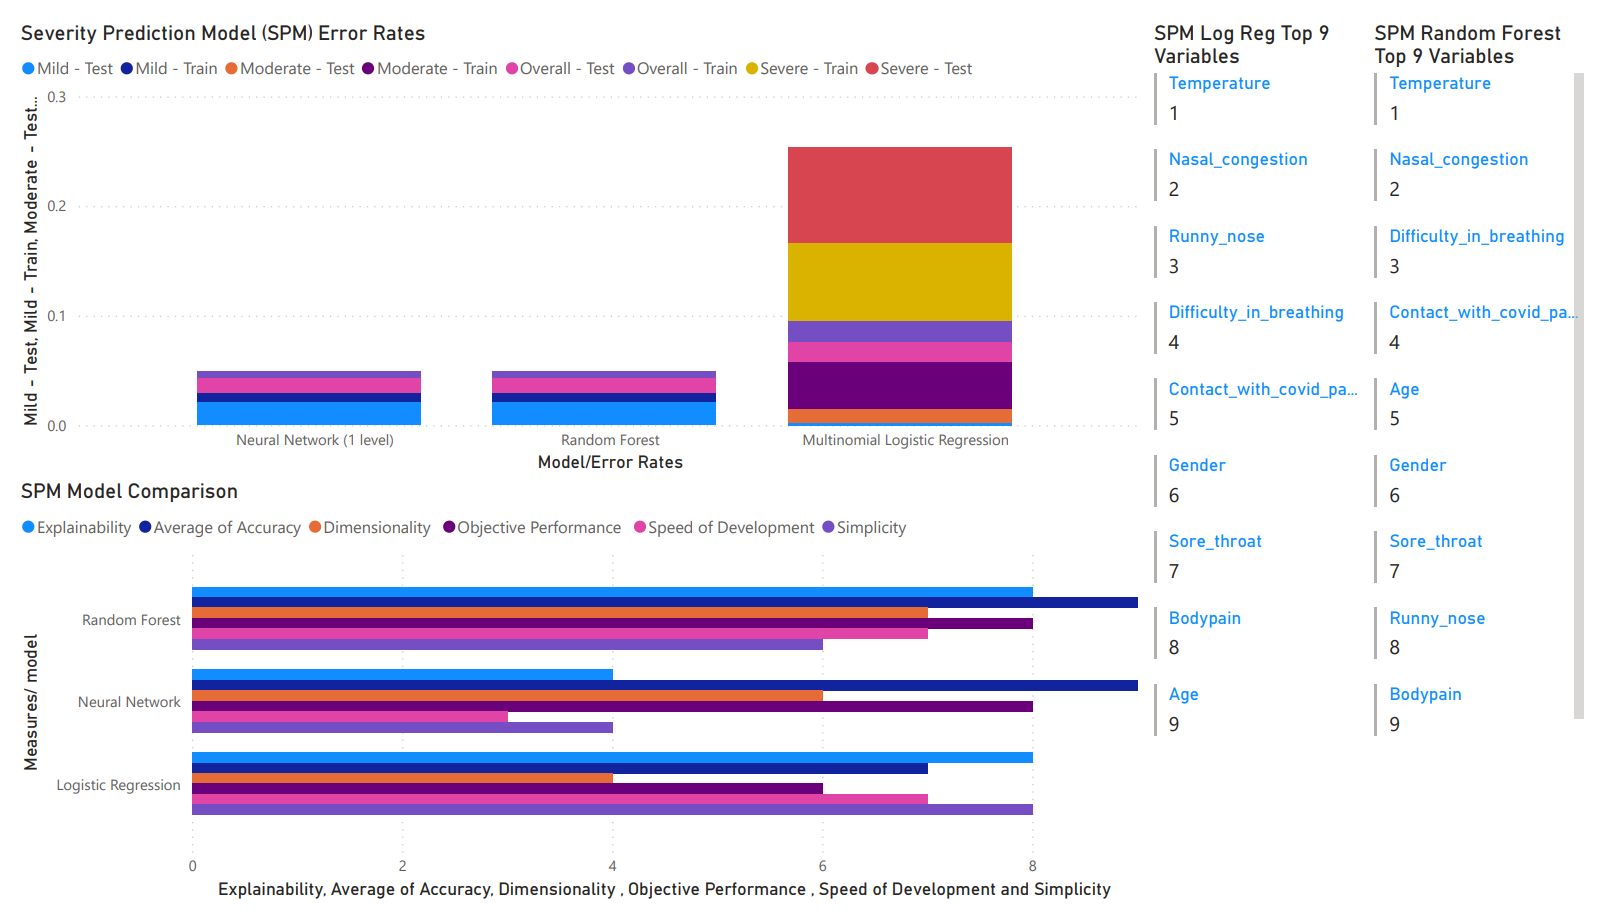 Severity Prediction Model (SPM) Error Rates
Mild - Test Mild - Train Moderate - Test Moderate - Train Overall - Test Overall - Train Severe - Train Severe - Test
Mild - Test, Mild - Train, Moderate - Test...
0.3
0.2
0.1
0.0
Neural Network (1 level) Random Forest Multinomial Logistic Regression
Model/Error Rates
SPM Model Comparison
Explainability Average of Accuracy Dimensionality Objective Performance Speed of Development Simplicity
Measures/ model
Random Forest
Neural Network
Logistic Regression
0 2 4 6 8
Explainability, Average of Accuracy, Dimensionality , Objective Performance , Speed of Development and Simplicity
SPM Log Reg Top 9
Variables
Temperature
1
Nasal_congestion
2
Runny_nose
3
Difficulty_in_breathing
4
Contact_with_covid_pa...
5
Gender
6
Sore_throat
7
Bodypain
8
Age
9
SPM Random Forest
Top 9 Variables
Temperature
1
Nasal_congestion
2
Difficulty_in_breathing
3
Contact_with_covid_pa...
4
Age
5
Gender
6
Sore_throat
7
Runny_nose
8
Bodypain
9